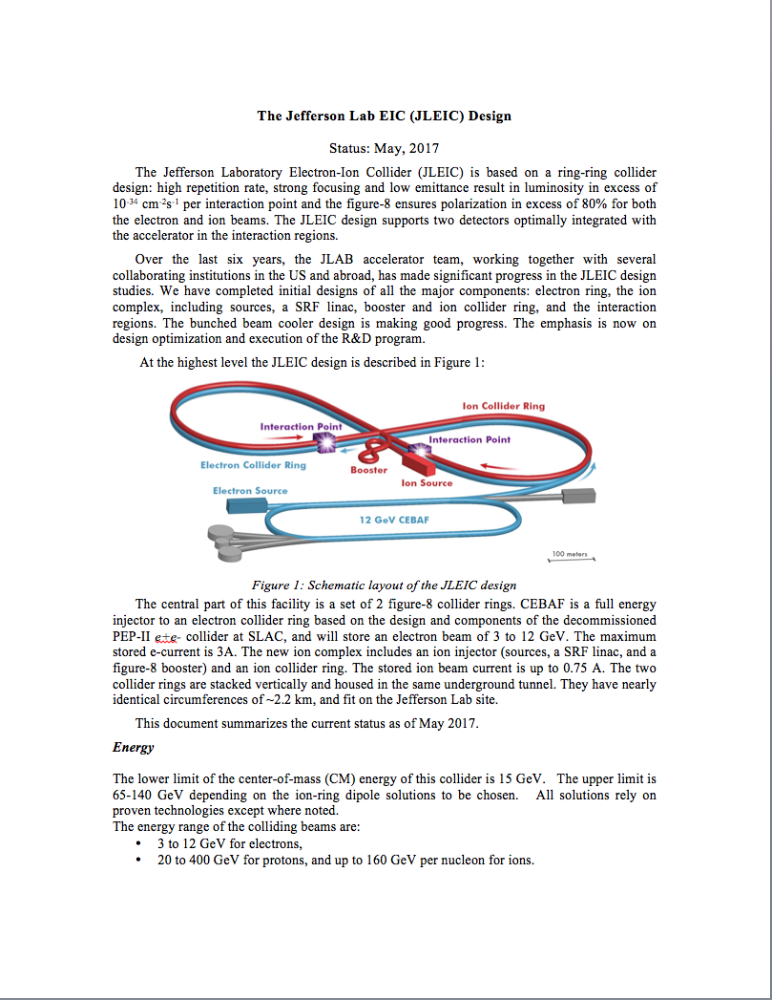 The Jefferson Lab EIC (JLEIC) Design
Status: May, 2017
The Jefferson Laboratory Electron-Ion Collider (JLEIC) is based on a ring-ring collider
design: high repetition rate, strong focusing and low emittance result in luminosity in excess of
10⁻³⁴ cm⁻²s⁻¹ per interaction point and the figure-8 ensures polarization in excess of 80% for both
the electron and ion beams. The JLEIC design supports two detectors optimally integrated with
the accelerator in the interaction regions.
Over the last six years, the JLAB accelerator team, working together with several
collaborating institutions in the US and abroad, has made significant progress in the JLEIC design
studies. We have completed initial designs of all the major components: electron ring, the ion
complex, including sources, a SRF linac, booster and ion collider ring, and the interaction
regions. The bunched beam cooler design is making good progress. The emphasis is now on
design optimization and execution of the R&D program.
At the highest level the JLEIC design is described in Figure 1:
Ion Collider Ring
Interaction Point
Interaction Point
Electron Collider Ring
Booster
Ion Source
Electron Source
12 GeV CEBAF
100 meters
Figure 1: Schematic layout of the JLEIC design
The central part of this facility is a set of 2 figure-8 collider rings. CEBAF is a full energy
injector to an electron collider ring based on the design and components of the decommissioned
PEP-II e+e- collider at SLAC, and will store an electron beam of 3 to 12 GeV. The maximum
stored e-current is 3A. The new ion complex includes an ion injector (sources, a SRF linac, and a
figure-8 booster) and an ion collider ring. The stored ion beam current is up to 0.75 A. The two
collider rings are stacked vertically and housed in the same underground tunnel. They have nearly
identical circumferences of ~2.2 km, and fit on the Jefferson Lab site.
This document summarizes the current status as of May 2017.
Energy
The lower limit of the center-of-mass (CM) energy of this collider is 15 GeV. The upper limit is
65-140 GeV depending on the ion-ring dipole solutions to be chosen. All solutions rely on
proven technologies except where noted.
The energy range of the colliding beams are:
• 3 to 12 GeV for electrons,
• 20 to 400 GeV for protons, and up to 160 GeV per nucleon for ions.